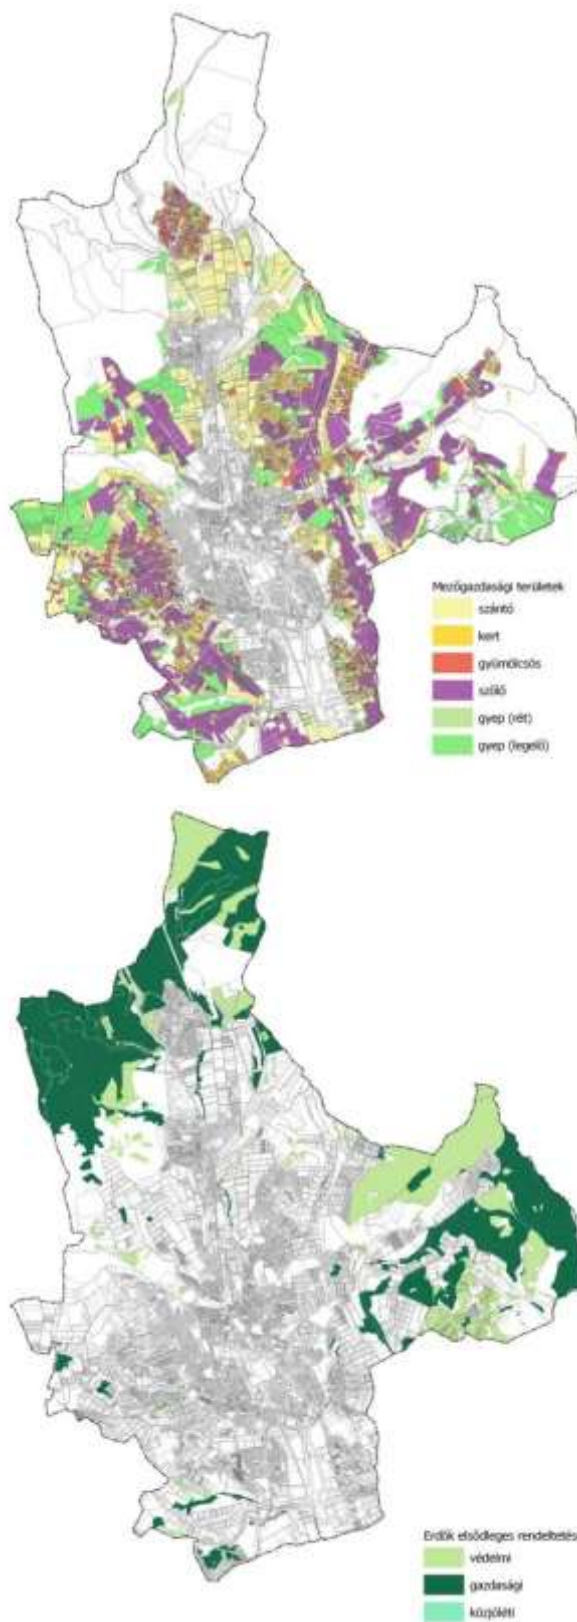 Mezőgazdasági területek
szántó
kert
gyümölcsös
szőlő
gyep (rét)
gyep (legelő)
Erdők elsődleges rendeltetés
védelmi
gazdasági
közjóléti